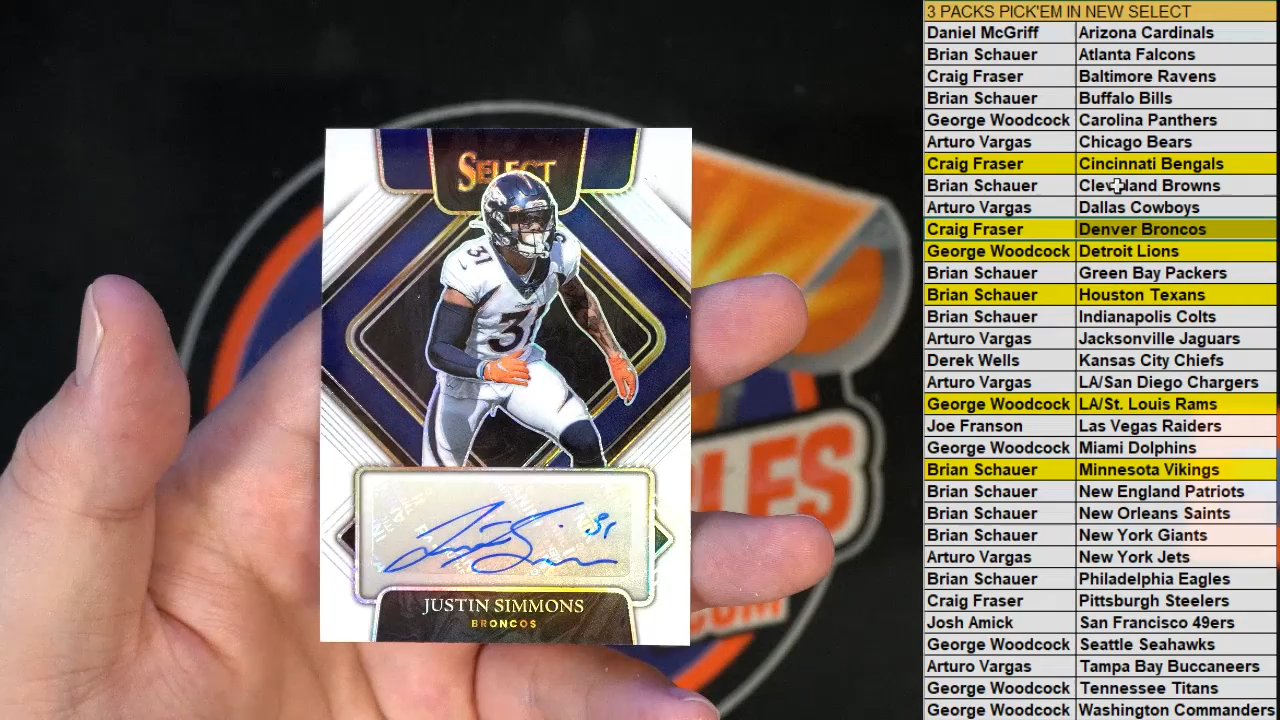 SELECT
31
31
31
JUSTIN SIMMONS
BRONCOS
LES
.COM
3 PACKS PICK'EM IN NEW SELECT
Daniel McGriff Arizona Cardinals
Brian Schauer Atlanta Falcons
Craig Fraser Baltimore Ravens
Brian Schauer Buffalo Bills
George Woodcock Carolina Panthers
Arturo Vargas Chicago Bears
Craig Fraser Cincinnati Bengals
Brian Schauer Cleveland Browns
Arturo Vargas Dallas Cowboys
Craig Fraser Denver Broncos
George Woodcock Detroit Lions
Brian Schauer Green Bay Packers
Brian Schauer Houston Texans
Brian Schauer Indianapolis Colts
Arturo Vargas Jacksonville Jaguars
Derek Wells Kansas City Chiefs
Arturo Vargas LA/San Diego Chargers
George Woodcock LA/St. Louis Rams
Joe Franson Las Vegas Raiders
George Woodcock Miami Dolphins
Brian Schauer Minnesota Vikings
Brian Schauer New England Patriots
Brian Schauer New Orleans Saints
Brian Schauer New York Giants
Arturo Vargas New York Jets
Brian Schauer Philadelphia Eagles
Craig Fraser Pittsburgh Steelers
Josh Amick San Francisco 49ers
George Woodcock Seattle Seahawks
Arturo Vargas Tampa Bay Buccaneers
George Woodcock Tennessee Titans
George Woodcock Washington Commanders